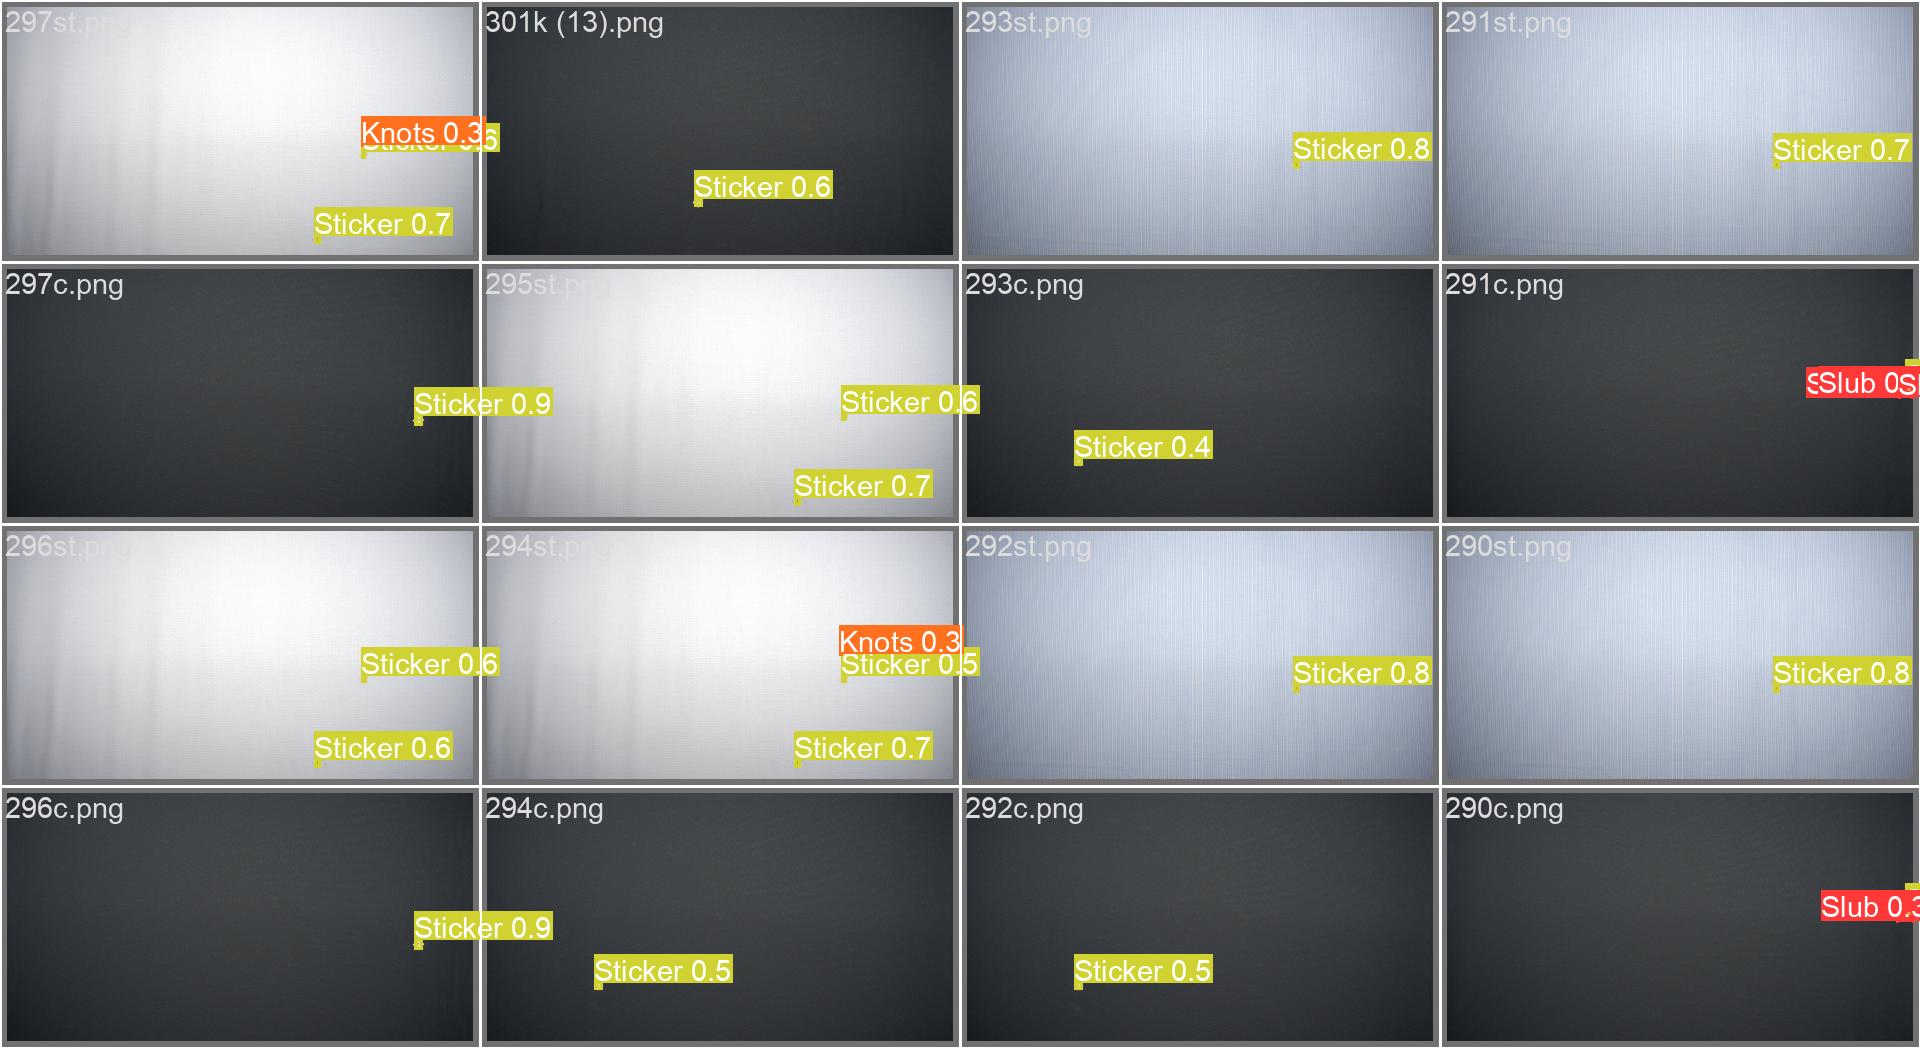 297st.png
Knots 0.3
Sticker 0.6
Sticker 0.7
301k (13).png
Sticker 0.6
293st.png
Sticker 0.8
291st.png
Sticker 0.7
297c.png
Sticker 0.9
295st.png
Sticker 0.6
Sticker 0.7
293c.png
Sticker 0.4
291c.png
Slub 0
296st.png
Sticker 0.6
Sticker 0.6
294st.png
Knots 0.3
Sticker 0.5
Sticker 0.7
292st.png
Sticker 0.8
290st.png
Sticker 0.8
296c.png
Sticker 0.9
294c.png
Sticker 0.5
292c.png
Sticker 0.5
290c.png
Slub 0.3